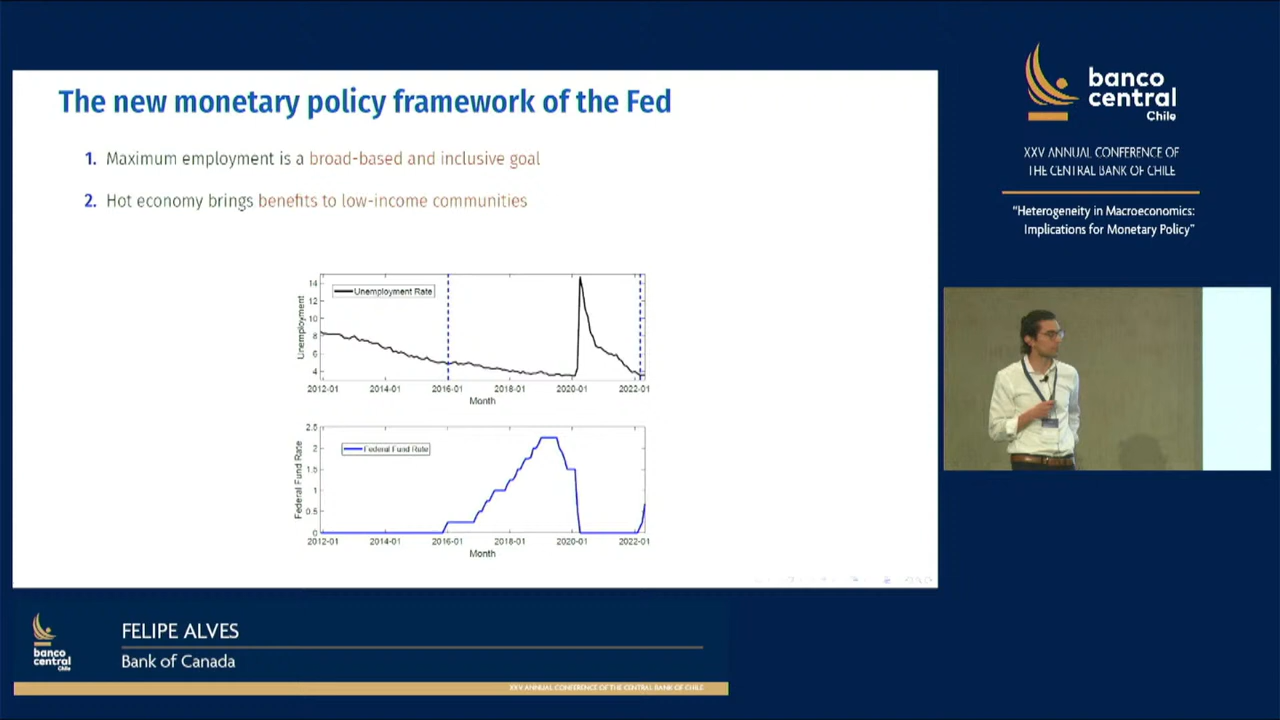 The new monetary policy framework of the Fed
1. Maximum employment is a broad-based and inclusive goal
2. Hot economy brings benefits to low-income communities
Unemployment Rate
Unemployment
14
12
10
8
6
4
2012-01 2014-01 2016-01 2018-01 2020-01 2022-01
Month
Federal Fund Rate
Federal Fund Rate
2.5
2
1.5
1
0.5
0
2012-01 2014-01 2016-01 2018-01 2020-01 2022-01
Month
banco
central
Chile
XXV ANNUAL CONFERENCE OF
THE CENTRAL BANK OF CHILE
“Heterogeneity in Macroeconomics:
Implications for Monetary Policy”
banco
central
Chile
FELIPE ALVES
Bank of Canada
XXV ANNUAL CONFERENCE OF THE CENTRAL BANK OF CHILE